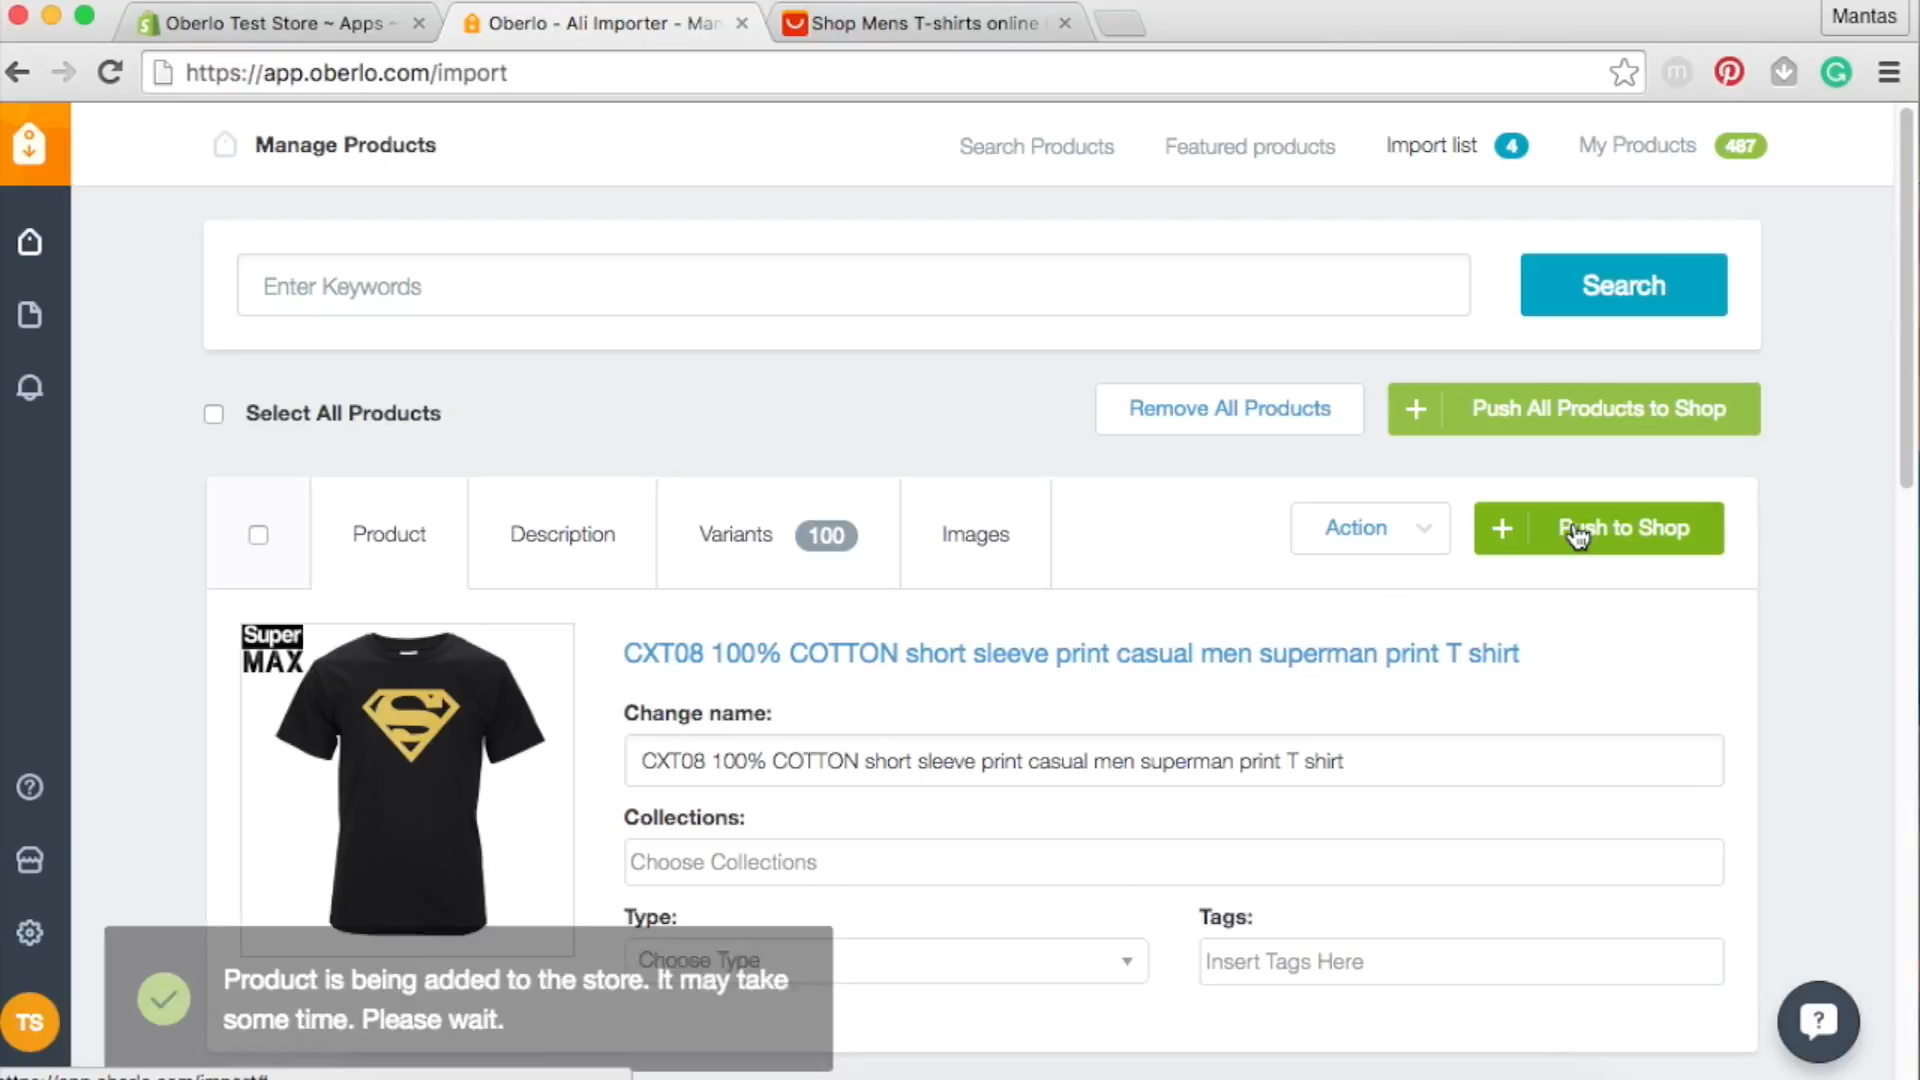 Oberlo Test Store ~ Apps ~
Oberlo - Ali Importer - Man
Shop Mens T-shirts online
Mantas
https://app.oberlo.com/import
Manage Products
Search Products
Featured products
Import list 4
My Products 487
Enter Keywords
Search
Select All Products
Remove All Products
+ Push All Products to Shop
Product
Description
Variants 100
Images
Action
+ Push to Shop
Super
MAX
CXT08 100% COTTON short sleeve print casual men superman print T shirt
Change name:
CXT08 100% COTTON short sleeve print casual men superman print T shirt
Collections:
Choose Collections
Type:
Tags:
Choose Type
Insert Tags Here
Product is being added to the store. It may take
some time. Please wait.
TS